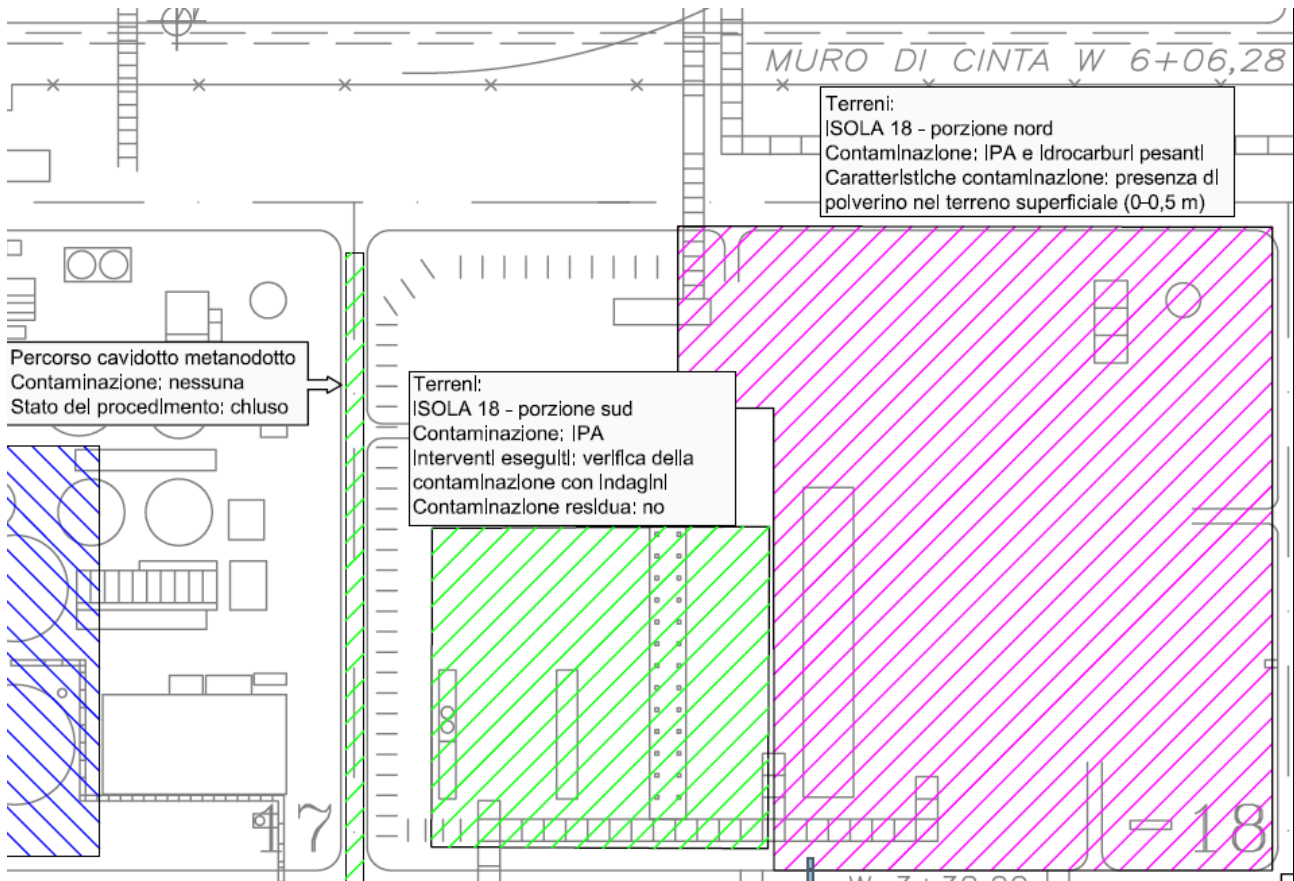 MURO DI CINTA W 6+06,28
Terreni:
ISOLA 18 - porzione nord
Contaminazione: IPA e Idrocarburi pesanti
Caratteristiche contaminazione: presenza di
polverino nel terreno superficiale (0-0,5 m)
Percorso cavidotto metanodotto
Contaminazione: nessuna
Stato del procedimento: chiuso
Terreni:
ISOLA 18 - porzione sud
Contaminazione: IPA
Interventi eseguiti: verifica della
contaminazione con indagini
Contaminazione residua: no
17
-18